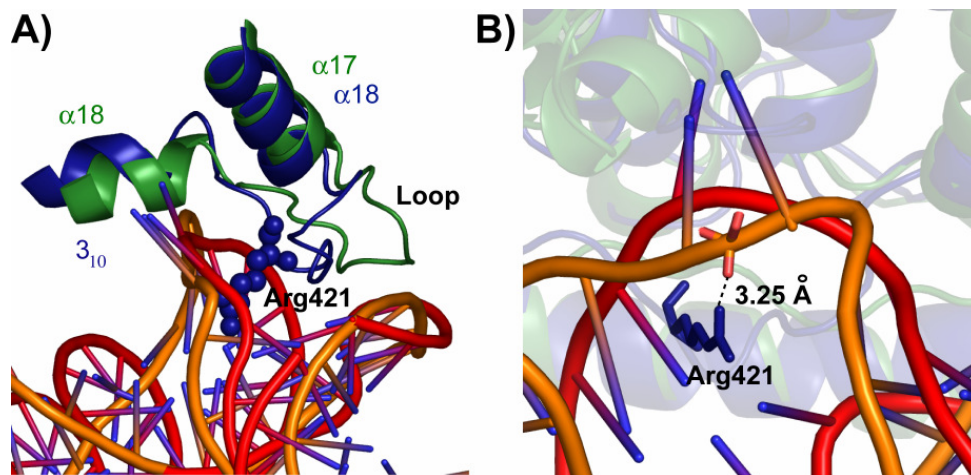 A)
α17
α18
α18
Loop
3₁₀
Arg421
B)
3.25 Å
Arg421